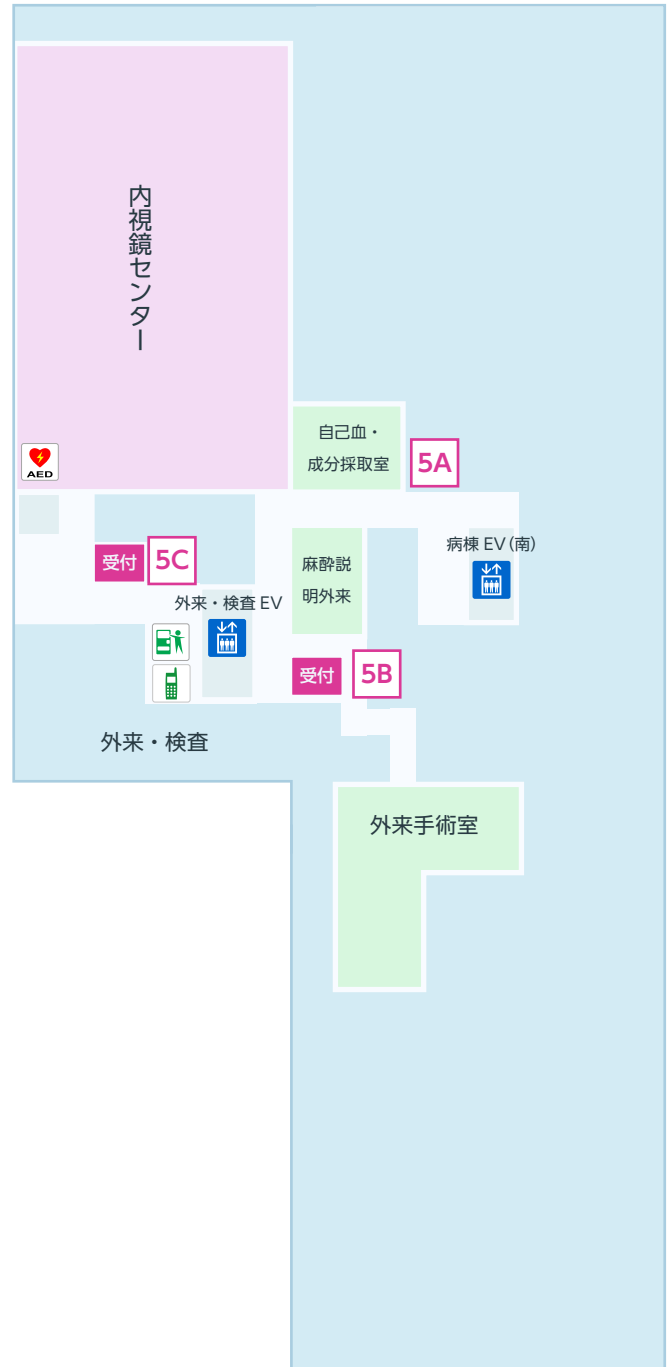 内視鏡センター
自己血・
成分採取室
5A
AED
病棟 EV(南)
受付
5C
麻酔説
明外来
外来・検査 EV
受付
5B
外来・検査
外来手術室